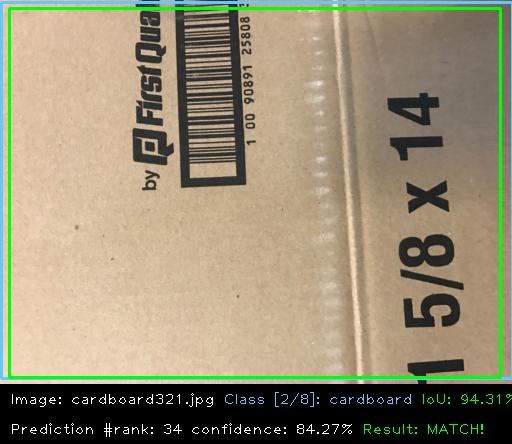 by First Quali
1 00 90891 25808
1 5/8 x 14
Image: cardboard321.jpg Class [2/8]: cardboard IoU: 94.31%
Prediction #rank: 34 confidence: 84.27% Result: MATCH!